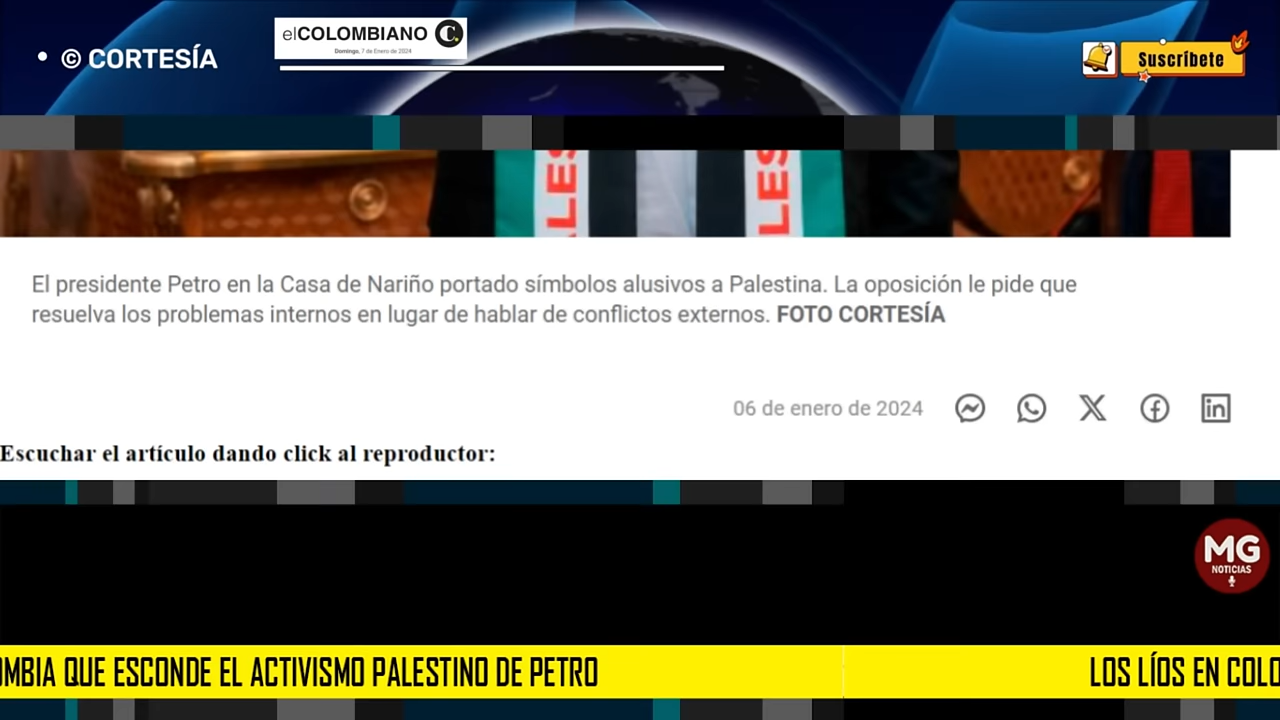 • © CORTESÍA
elCOLOMBIANO C
Domingo, 7 de Enero de 2024
Suscríbete
ALES
ALES
El presidente Petro en la Casa de Nariño portado símbolos alusivos a Palestina. La oposición le pide que
resuelva los problemas internos en lugar de hablar de conflictos externos. FOTO CORTESÍA
06 de enero de 2024
Escuchar el artículo dando click al reproductor:
MG
NOTICIAS
OMBIA QUE ESCONDE EL ACTIVISMO PALESTINO DE PETRO
LOS LÍOS EN COLO